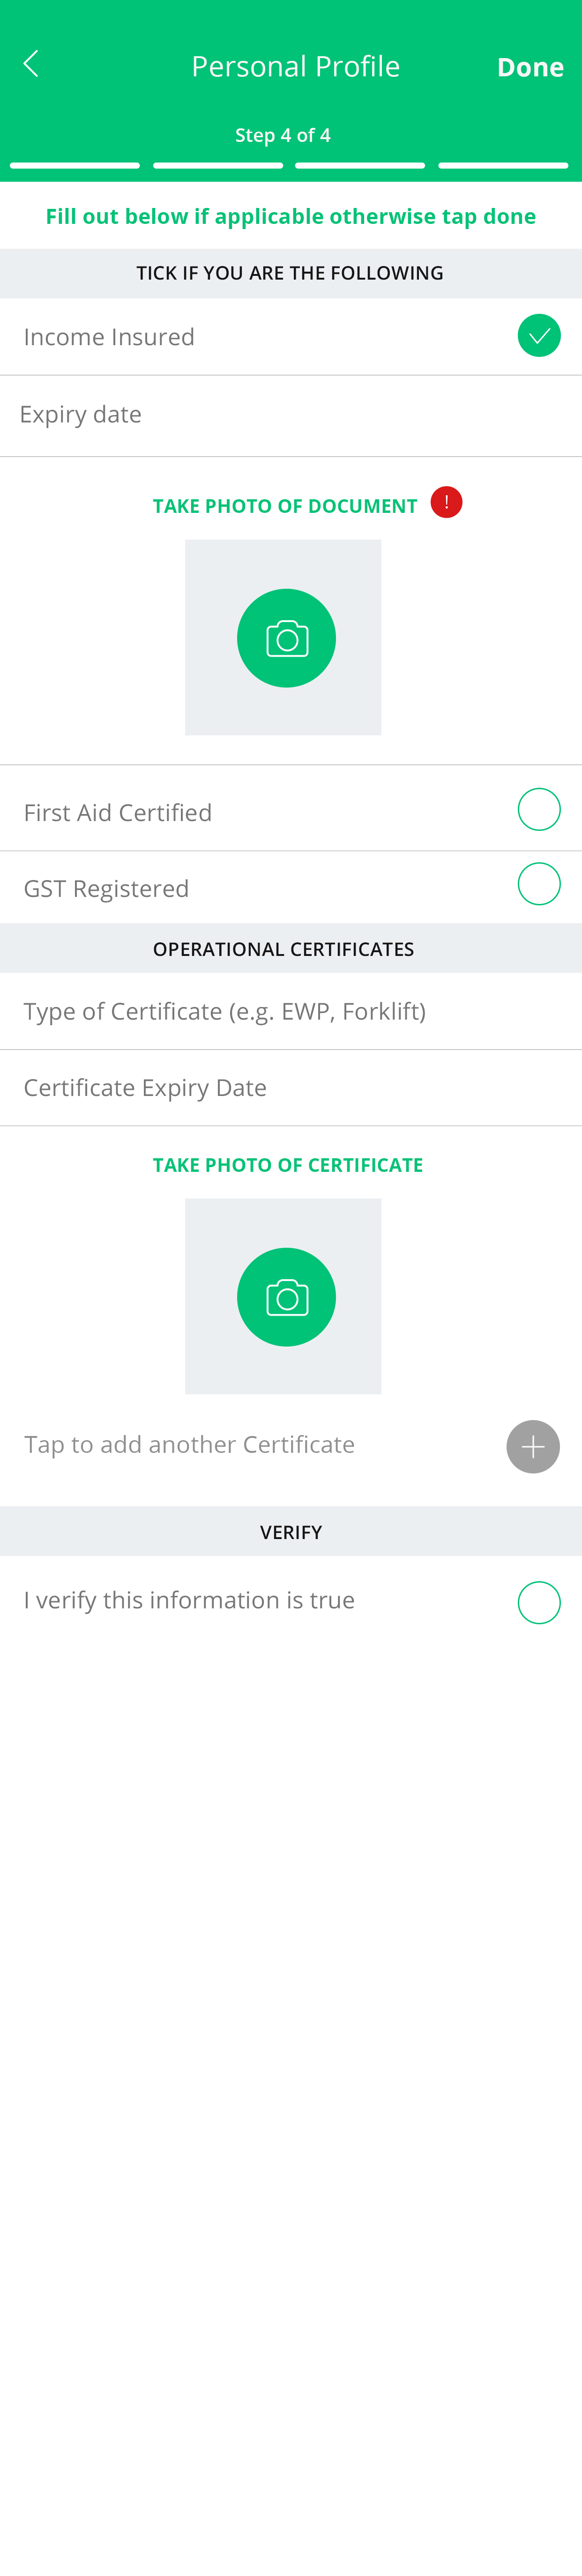 Personal Profile
Done
Step 4 of 4
Fill out below if applicable otherwise tap done
TICK IF YOU ARE THE FOLLOWING
Income Insured
Expiry date
TAKE PHOTO OF DOCUMENT
!
First Aid Certified
GST Registered
OPERATIONAL CERTIFICATES
Type of Certificate (e.g. EWP, Forklift)
Certificate Expiry Date
TAKE PHOTO OF CERTIFICATE
Tap to add another Certificate
VERIFY
I verify this information is true